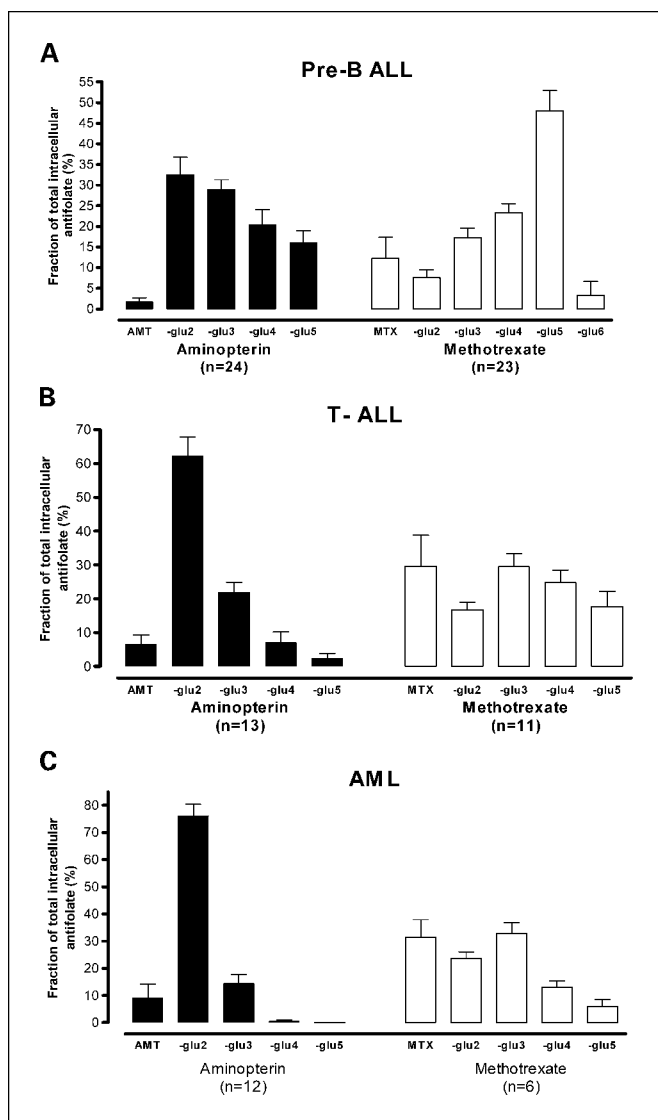 A
Pre-B ALL
Fraction of total intracellular
antifolate (%)
55
50
45
40
35
30
25
20
15
10
5
0
AMT -glu2 -glu3 -glu4 -glu5 MTX -glu2 -glu3 -glu4 -glu5 -glu6
Aminopterin Methotrexate
(n=24) (n=23)
B
T- ALL
Fraction of total intracellular
antifolate (%)
70
60
50
40
30
20
10
0
AMT -glu2 -glu3 -glu4 -glu5 MTX -glu2 -glu3 -glu4 -glu5
Aminopterin Methotrexate
(n=13) (n=11)
C
AML
Fraction of total intracellular
antifolate (%)
80
70
60
50
40
30
20
10
0
AMT -glu2 -glu3 -glu4 -glu5 MTX -glu2 -glu3 -glu4 -glu5
Aminopterin Methotrexate
(n=12) (n=6)